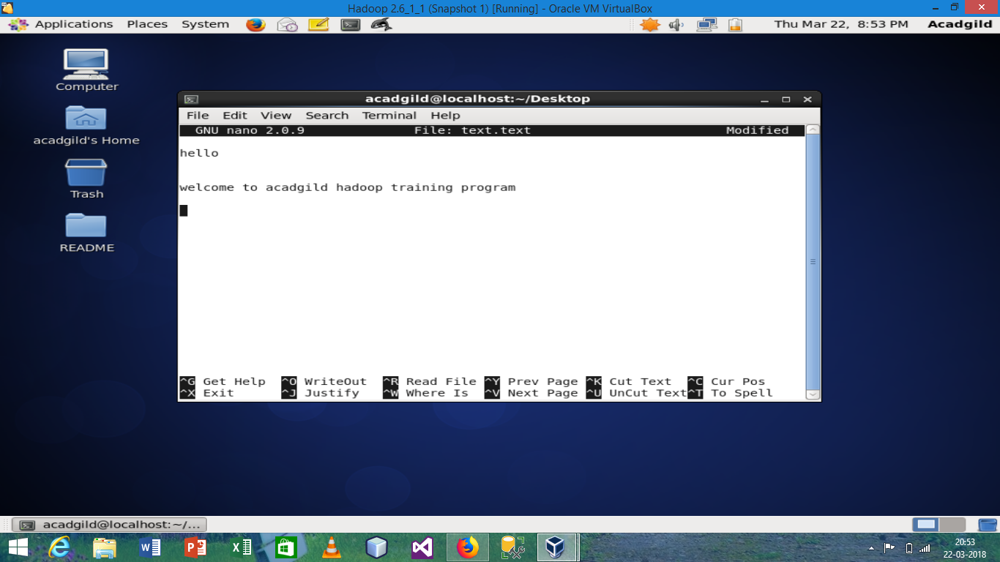 Hadoop 2.6_1_1 (Snapshot 1) [Running] - Oracle VM VirtualBox
Applications Places System Thu Mar 22, 8:53 PM Acadgild
Computer
acadgild's Home
Trash
README
acadgild@localhost:~/Desktop
File Edit View Search Terminal Help
GNU nano 2.0.9 File: text.text Modified
hello
welcome to acadgild hadoop training program
^G Get Help ^O WriteOut ^R Read File ^Y Prev Page ^K Cut Text ^C Cur Pos
^X Exit ^J Justify ^W Where Is ^V Next Page ^U UnCut Text ^T To Spell
acadgild@localhost:~/...
20:53
22-03-2018